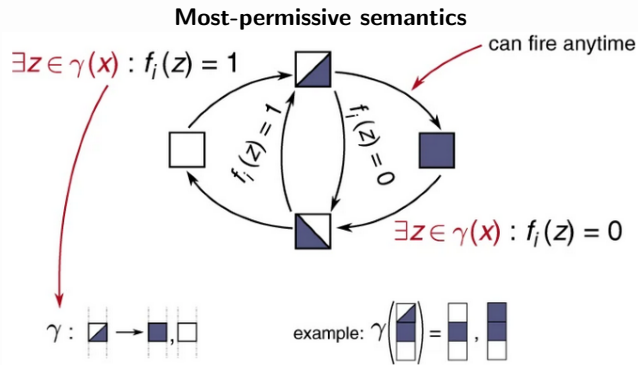 Most-permissive semantics
can fire anytime
∃z ∈ γ(x) : fᵢ(z) = 1
fᵢ(z) = 1
fᵢ(z) = 0
∃z ∈ γ(x) : fᵢ(z) = 0
γ : → ,
example: γ( ) = ,